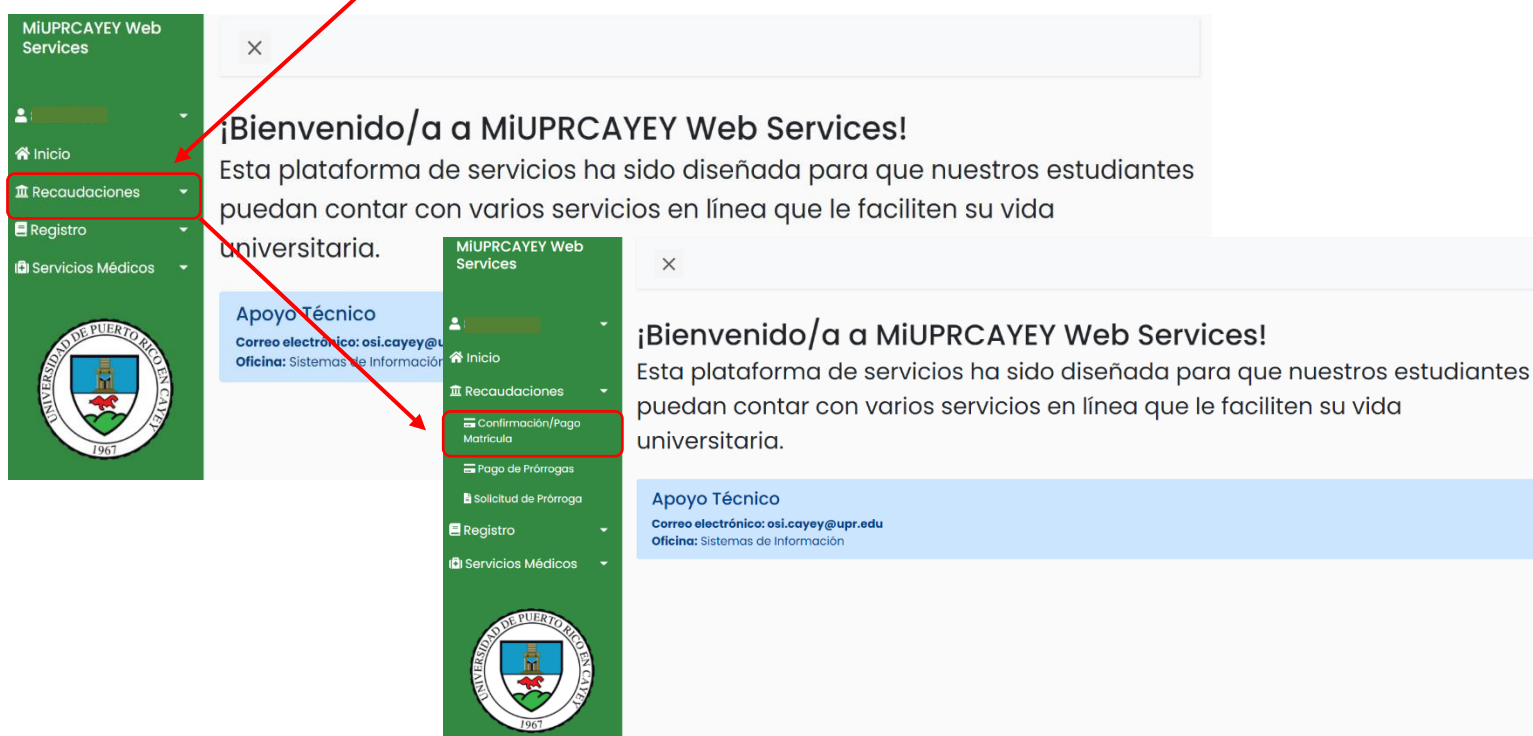 MiUPRCAYEY Web
Services
Inicio
Recaudaciones
Registro
Servicios Médicos
UNIVERSIDAD DE PUERTO RICO EN CAYEY
1967
¡Bienvenido/a a MiUPRCAYEY Web Services!
Esta plataforma de servicios ha sido diseñada para que nuestros estudiantes
puedan contar con varios servicios en línea que le faciliten su vida
universitaria.
Apoyo Técnico
Correo electrónico: osi.cayey@u
Oficina: Sistemas de Información
MiUPRCAYEY Web
Services
Inicio
Recaudaciones
Confirmación/Pago
Matrícula
Pago de Prórrogas
Solicitud de Prórroga
Registro
Servicios Médicos
UNIVERSIDAD DE PUERTO RICO EN CAYEY
1967
¡Bienvenido/a a MiUPRCAYEY Web Services!
Esta plataforma de servicios ha sido diseñada para que nuestros estudiantes
puedan contar con varios servicios en línea que le faciliten su vida
universitaria.
Apoyo Técnico
Correo electrónico: osi.cayey@upr.edu
Oficina: Sistemas de Información